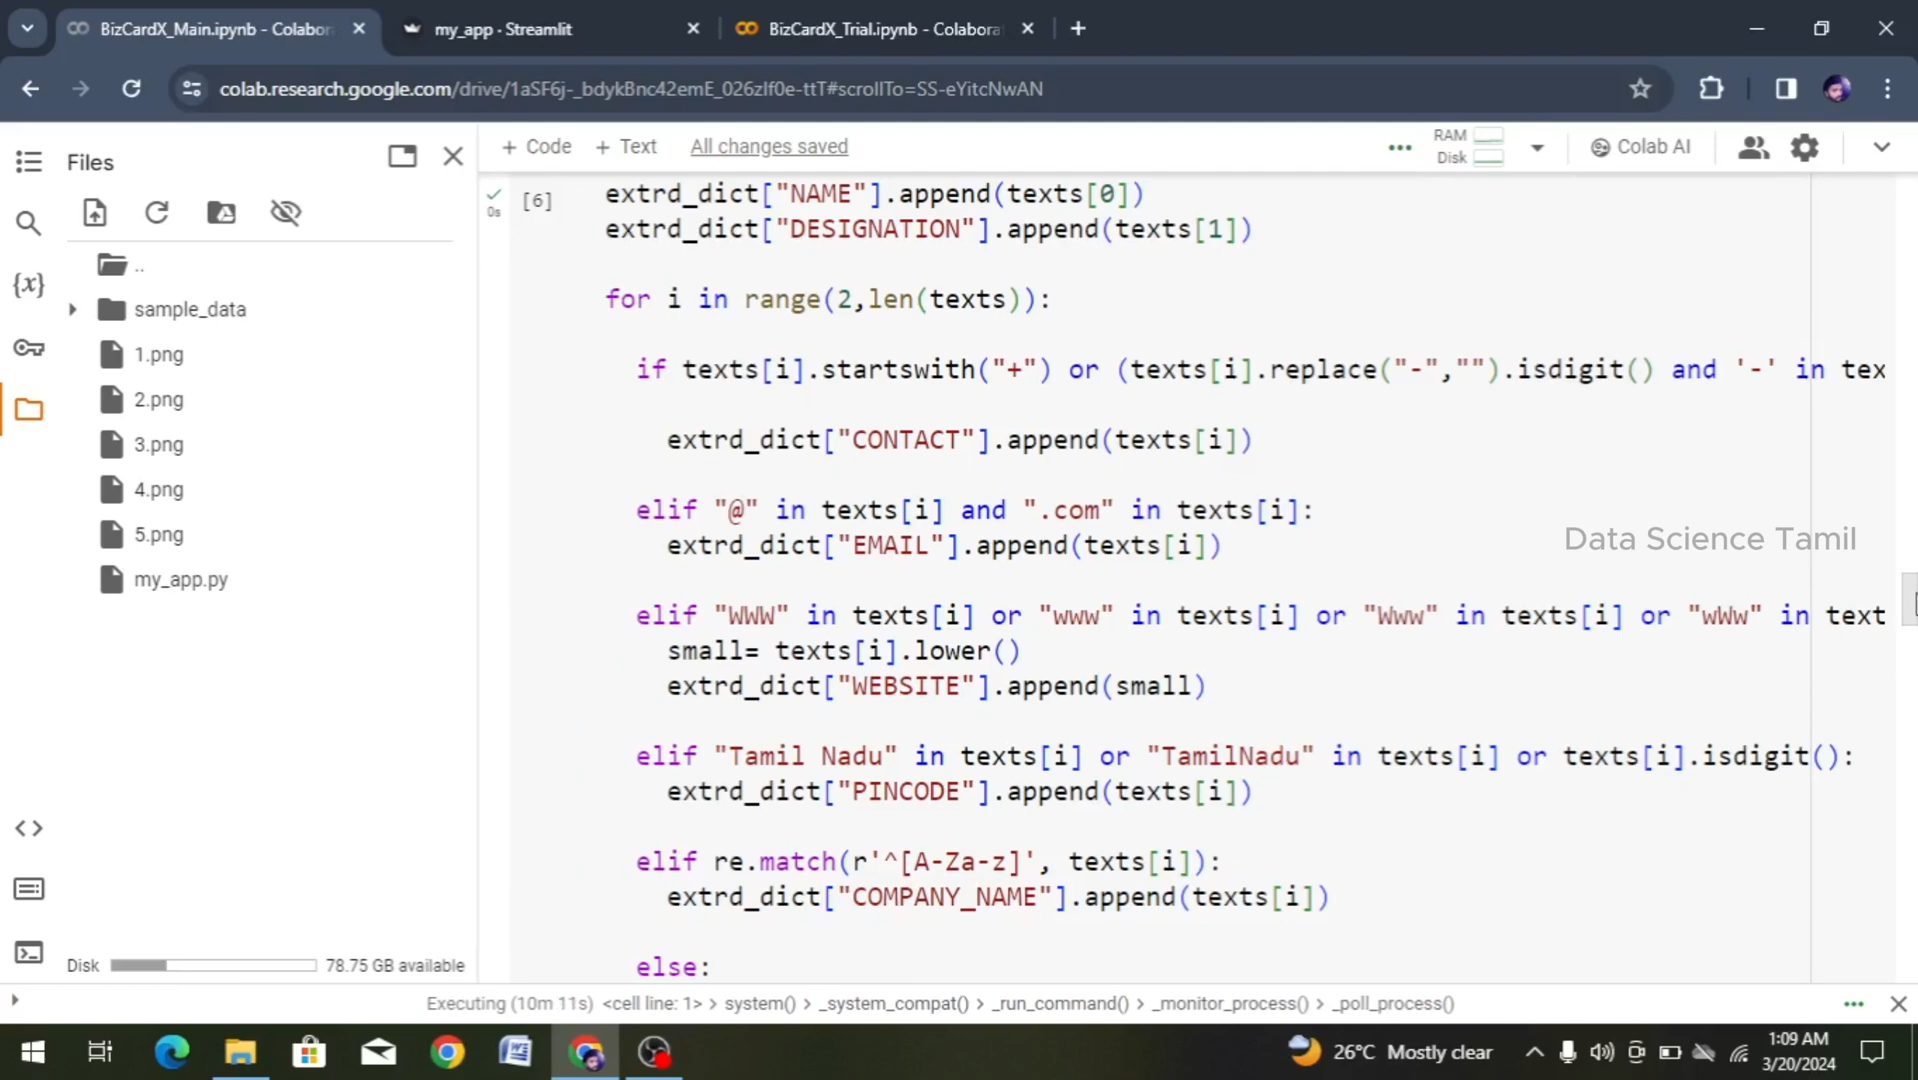 BizCardX_Main.ipynb - Colabor
my_app - Streamlit
BizCardX_Trial.ipynb - Colabora
colab.research.google.com/drive/1aSF6j-_bdykBnc42emE_026zIf0e-ttT#scrollTo=SS-eYitcNwAN
Files
+ Code + Text All changes saved
RAM
Disk
Colab AI
..
sample_data
1.png
2.png
3.png
4.png
5.png
my_app.py
{x}
Disk 78.75 GB available
0s
[6]
extrd_dict["NAME"].append(texts[0])
extrd_dict["DESIGNATION"].append(texts[1])
for i in range(2,len(texts)):
if texts[i].startswith("+") or (texts[i].replace("-","").isdigit() and '-' in tex
extrd_dict["CONTACT"].append(texts[i])
elif "@" in texts[i] and ".com" in texts[i]:
extrd_dict["EMAIL"].append(texts[i])
elif "WWW" in texts[i] or "www" in texts[i] or "Www" in texts[i] or "wWw" in text
small= texts[i].lower()
extrd_dict["WEBSITE"].append(small)
elif "Tamil Nadu" in texts[i] or "TamilNadu" in texts[i] or texts[i].isdigit():
extrd_dict["PINCODE"].append(texts[i])
elif re.match(r'^[A-Za-z]', texts[i]):
extrd_dict["COMPANY_NAME"].append(texts[i])
else:
Data Science Tamil
Executing (10m 11s) <cell line: 1> > system() > _system_compat() > _run_command() > _monitor_process() > _poll_process()
26°C Mostly clear
1:09 AM
3/20/2024